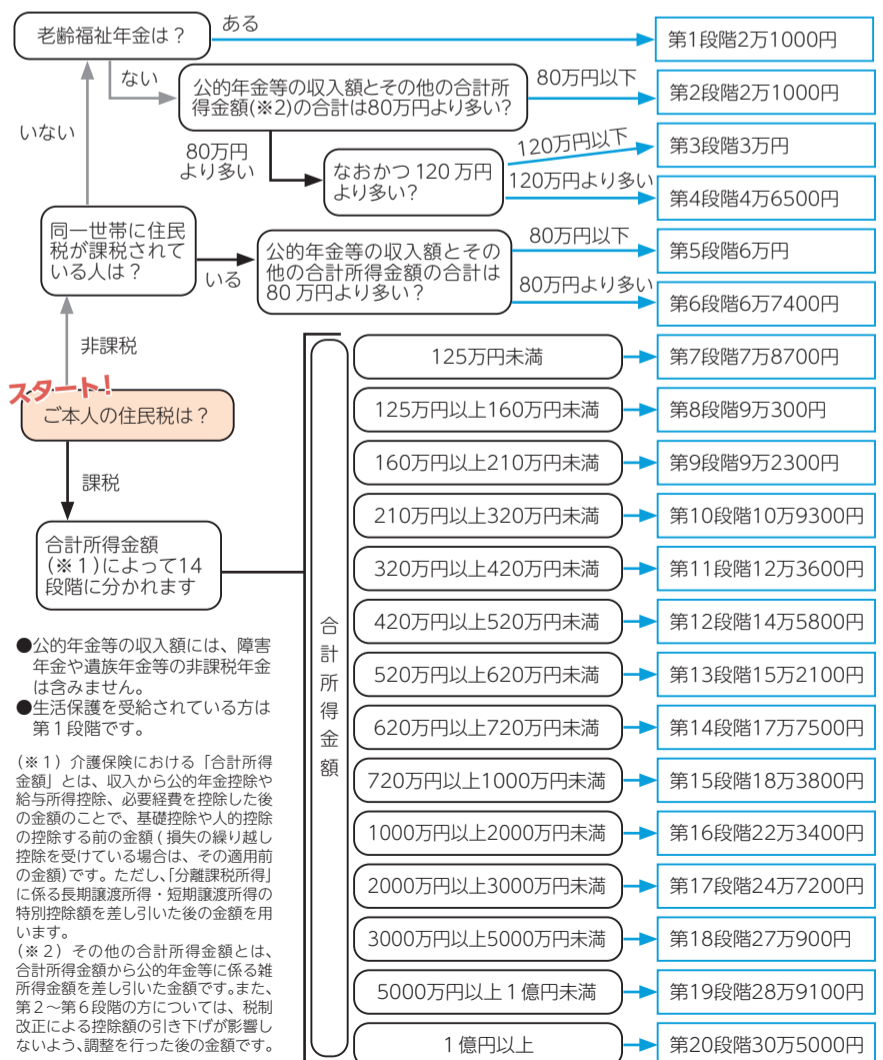 老齢福祉年金は？
ある
第1段階2万1000円
ない
公的年金等の収入額とその他の合計所
得金額(※2)の合計は80万円より多い?
80万円以下
第2段階2万1000円
いない
80万円
より多い
なおかつ 120 万円
より多い？
120万円以下
第3段階3万円
120万円より多い
第4段階4万6500円
同一世帯に住民
税が課税されて
いる人は？
いる
公的年金等の収入額とその
他の合計所得金額の合計は
80 万円より多い？
80万円以下
第5段階6万円
80万円より多い
第6段階6万7400円
非課税
スタート！
ご本人の住民税は？
課税
合計所得金額
(※１)によって14
段階に分かれます
合計所得金額
125万円未満
第7段階7万8700円
125万円以上160万円未満
第8段階9万300円
160万円以上210万円未満
第9段階9万2300円
210万円以上320万円未満
第10段階10万9300円
320万円以上420万円未満
第11段階12万3600円
420万円以上520万円未満
第12段階14万5800円
520万円以上620万円未満
第13段階15万2100円
620万円以上720万円未満
第14段階17万7500円
720万円以上1000万円未満
第15段階18万3800円
1000万円以上2000万円未満
第16段階22万3400円
2000万円以上3000万円未満
第17段階24万7200円
3000万円以上5000万円未満
第18段階27万900円
5000万円以上１億円未満
第19段階28万9100円
１億円以上
第20段階30万5000円
●公的年金等の収入額には、障害
年金や遺族年金等の非課税年金
は含みません。
●生活保護を受給されている方は
第１段階です。
(※１) 介護保険における「合計所得
金額」とは、収入から公的年金控除や
給与所得控除、必要経費を控除した後
の金額のことで、基礎控除や人的控除
の控除する前の金額 ( 損失の繰り越し
控除を受けている場合は、その適用前
の金額)です。ただし、「分離課税所得」
に係る長期譲渡所得・短期譲渡所得の
特別控除額を差し引いた後の金額を用
います。
(※２) その他の合計所得金額とは、
合計所得金額から公的年金等に係る雑
所得金額を差し引いた金額です。また、
第２～第６段階の方については、税制
改正による控除額の引き下げが影響し
ないよう、調整を行った後の金額です。